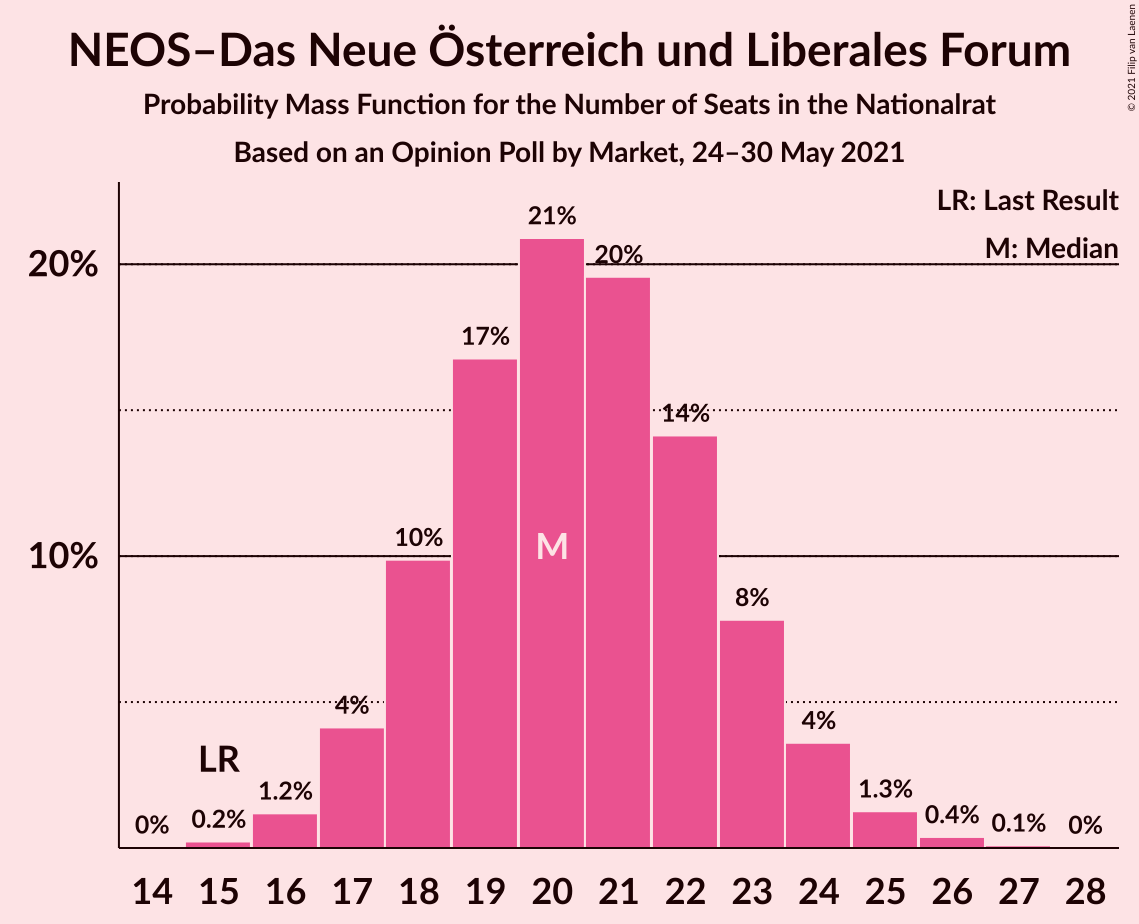 NEOS–Das Neue Österreich und Liberales Forum
Probability Mass Function for the Number of Seats in the Nationalrat
Based on an Opinion Poll by Market, 24–30 May 2021
© 2021 Filip van Laenen
LR: Last Result
M: Median
20%
10%
0%
0.2%
1.2%
4%
10%
17%
21%
20%
14%
8%
4%
1.3%
0.4%
0.1%
0%
LR
M
14 15 16 17 18 19 20 21 22 23 24 25 26 27 28